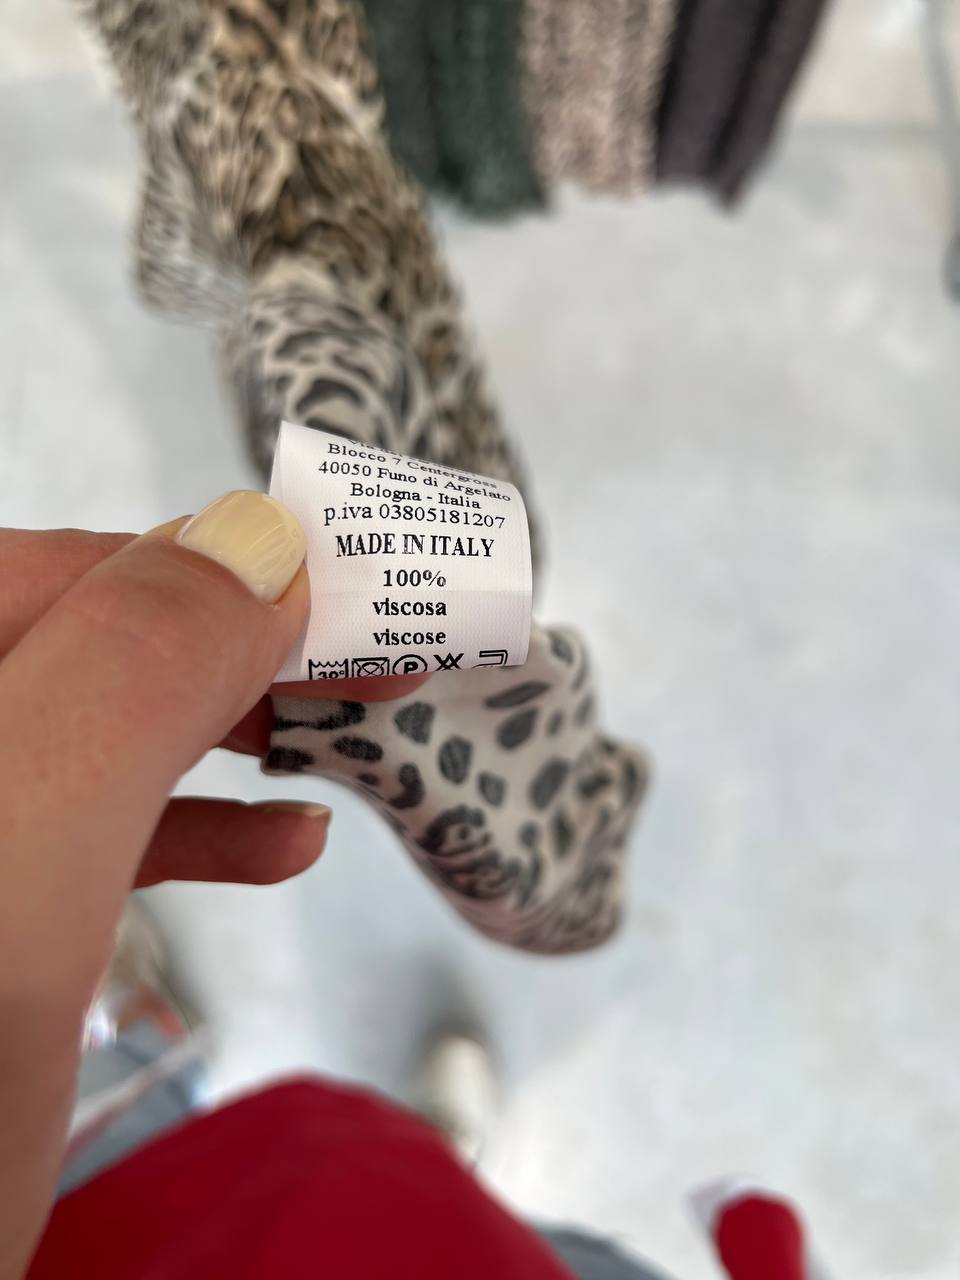 Blocco 7 Centergross
40050 Funo di Argelato
Bologna - Italia
p.iva 03805181207
MADE IN ITALY
100%
viscosa
viscose
30°
P